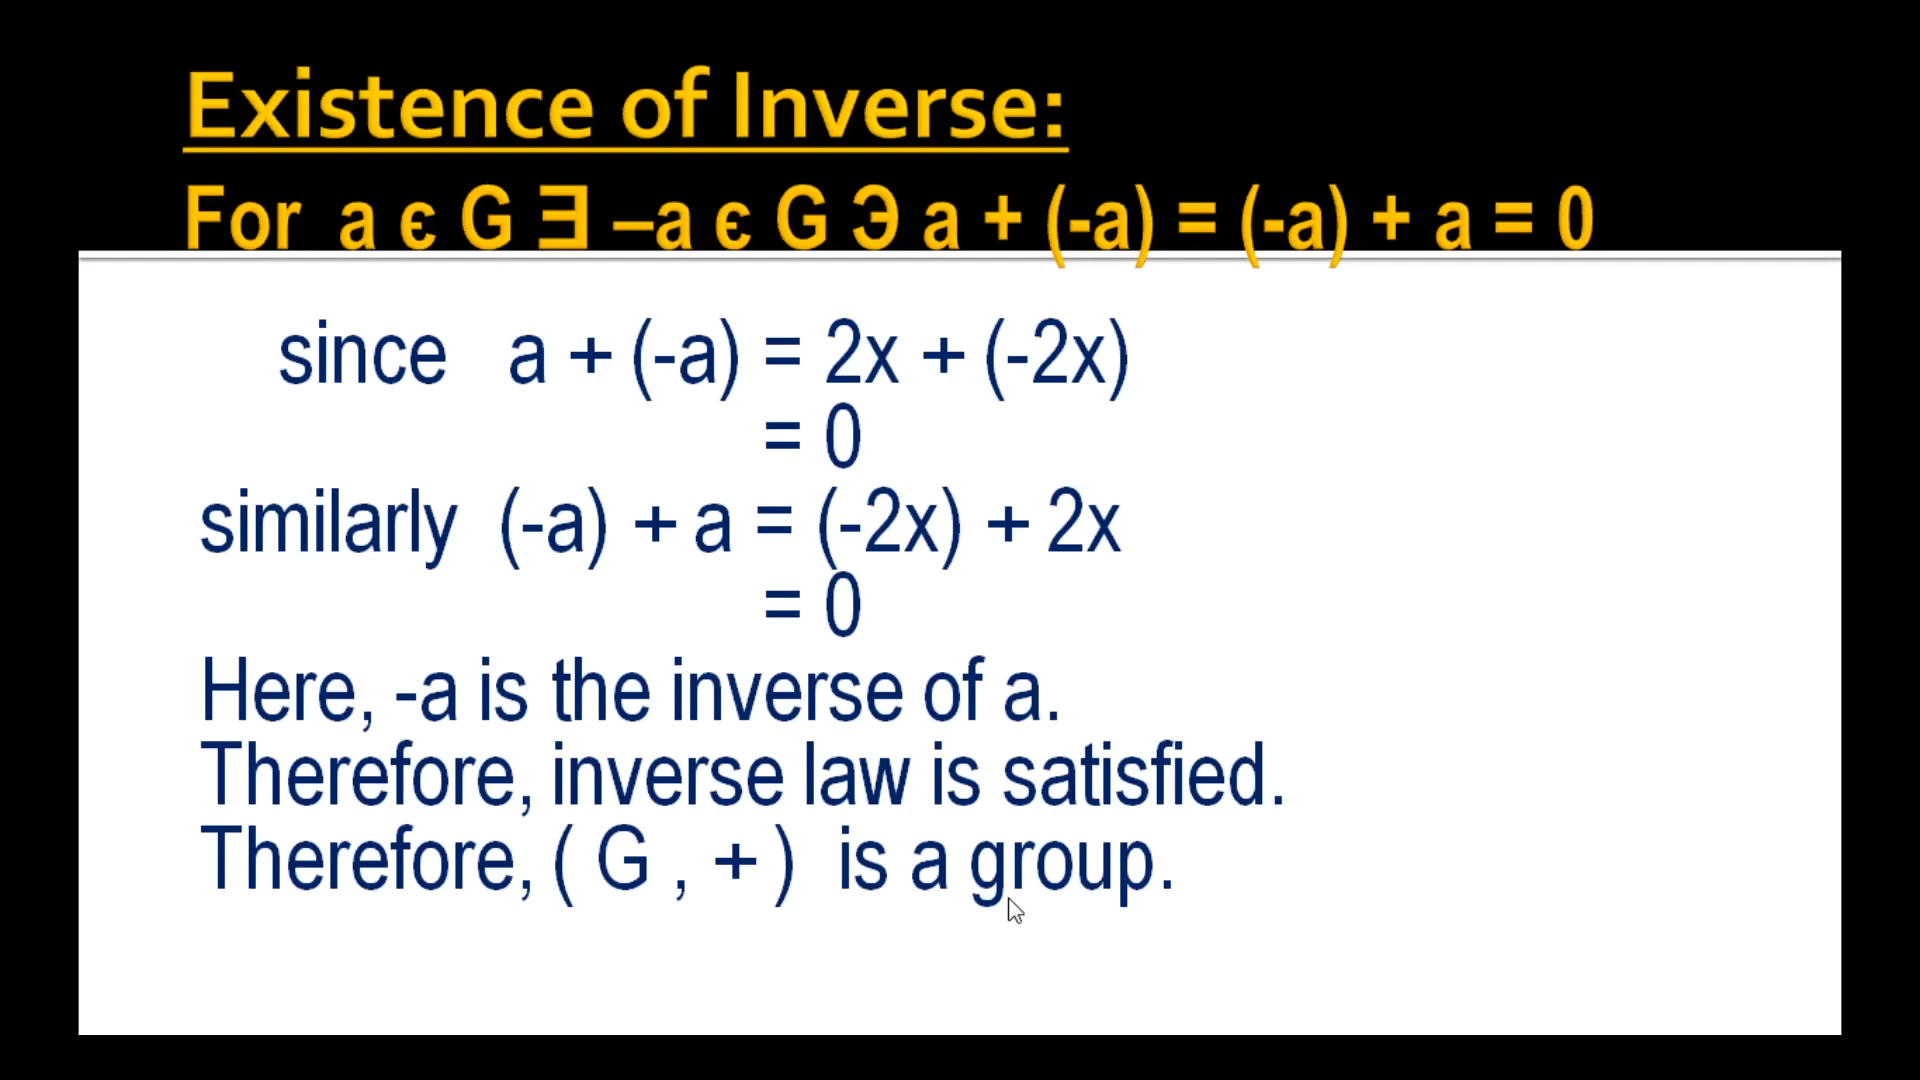 Existence of Inverse:
For a є G Ǝ –a є G Э a + (-a) = (-a) + a = 0
since a + (-a) = 2x + (-2x)
= 0
similarly (-a) + a = (-2x) + 2x
= 0
Here, -a is the inverse of a.
Therefore, inverse law is satisfied.
Therefore, ( G , + ) is a group.